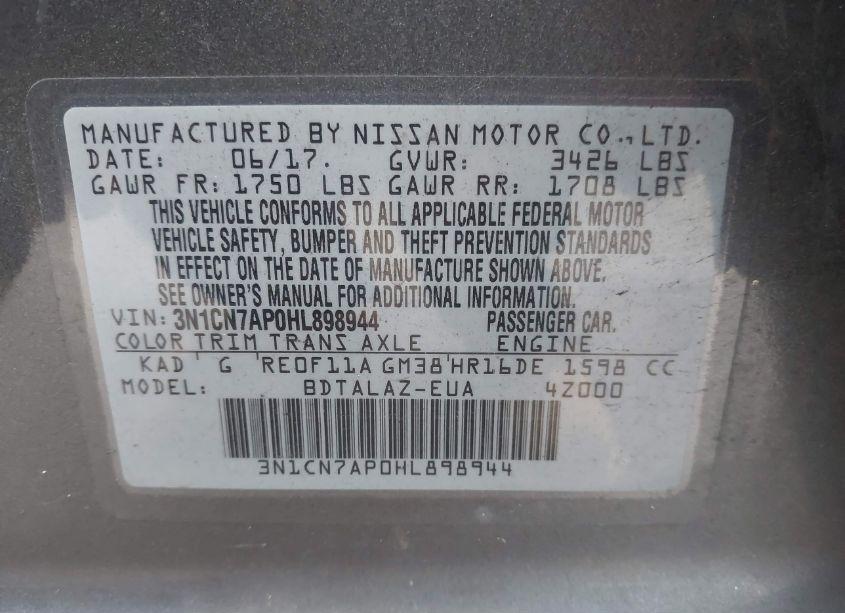 MANUFACTURED BY NISSAN MOTOR CO., LTD.
DATE: 06/17. GVWR: 3426 LBS
GAWR FR: 1750 LBS GAWR RR: 1708 LBS
THIS VEHICLE CONFORMS TO ALL APPLICABLE FEDERAL MOTOR
VEHICLE SAFETY, BUMPER AND THEFT PREVENTION STANDARDS
IN EFFECT ON THE DATE OF MANUFACTURE SHOWN ABOVE.
SEE OWNER'S MANUAL FOR ADDITIONAL INFORMATION.
VIN: 3N1CN7AP0HL898944 PASSENGER CAR.
COLOR TRIM TRANS AXLE ENGINE
KAD G RE0F11A GM38 HR16DE 1598 CC
MODEL: BDTALAZ-EUA 4Z000
3N1CN7AP0HL898944